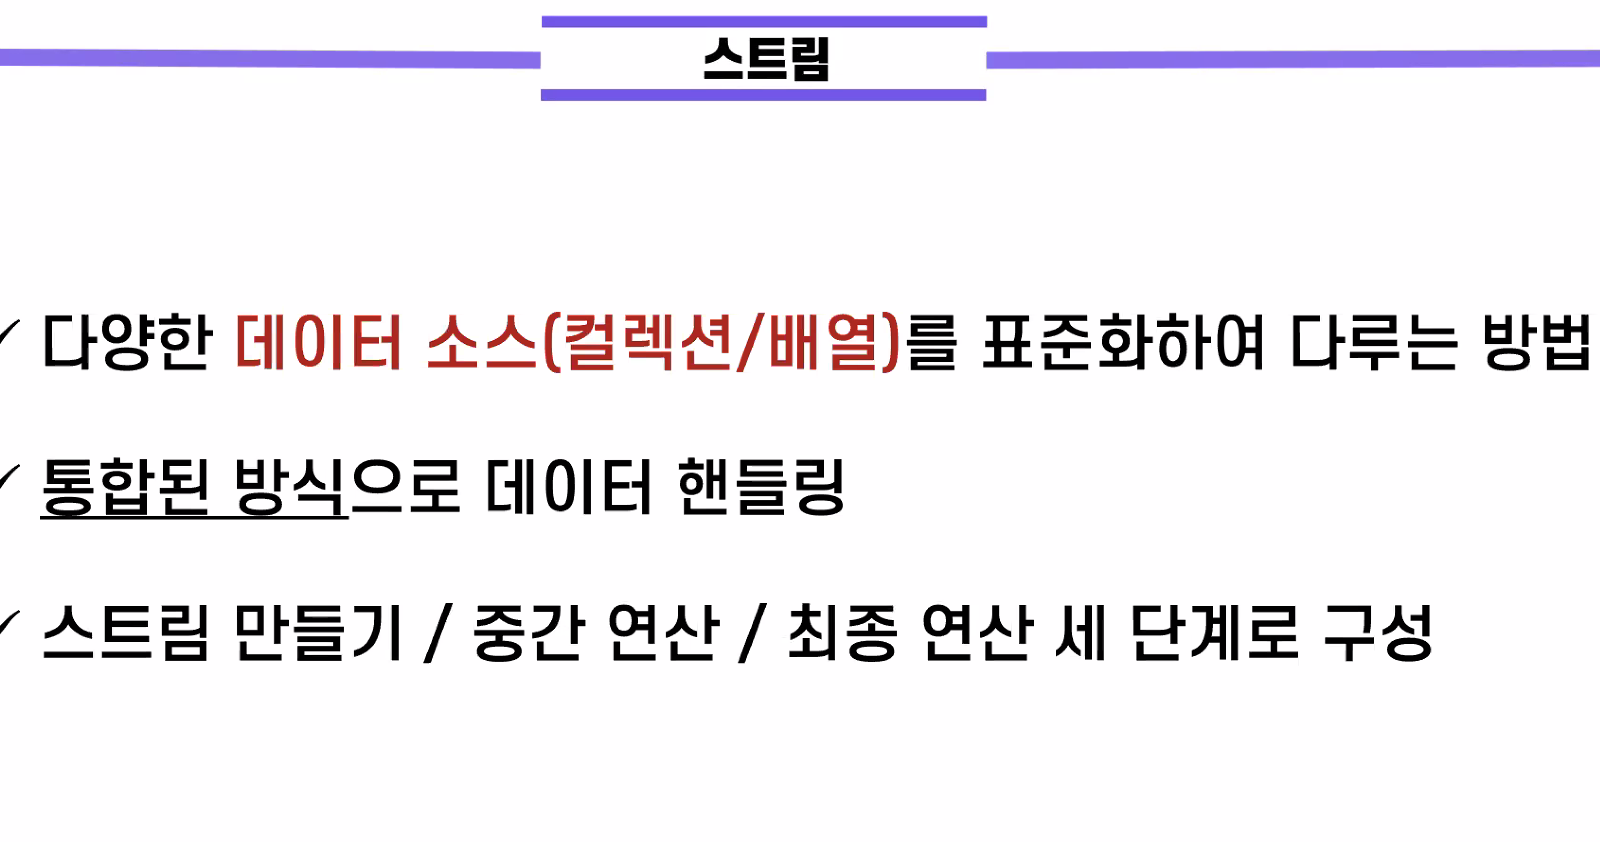 스트림
✓ 다양한 데이터 소스(컬렉션/배열)를 표준화하여 다루는 방법
✓ 통합된 방식으로 데이터 핸들링
✓ 스트림 만들기 / 중간 연산 / 최종 연산 세 단계로 구성